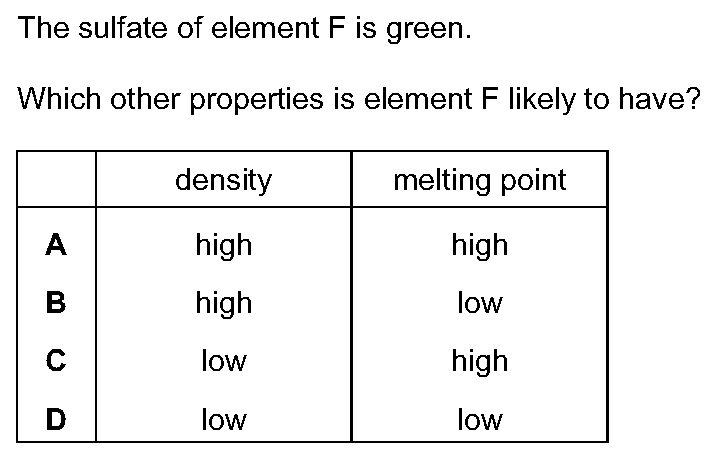 The sulfate of element F is green.
Which other properties is element F likely to have?
density melting point
A high high
B high low
C low high
D low low